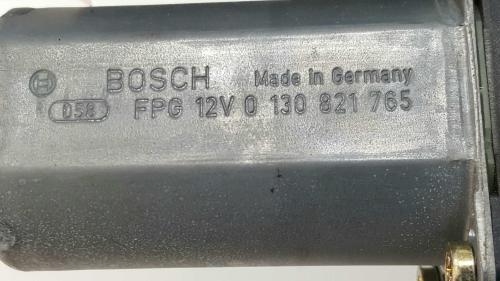 BOSCH Made in Germany
058 FPG 12V 0 130 821 765